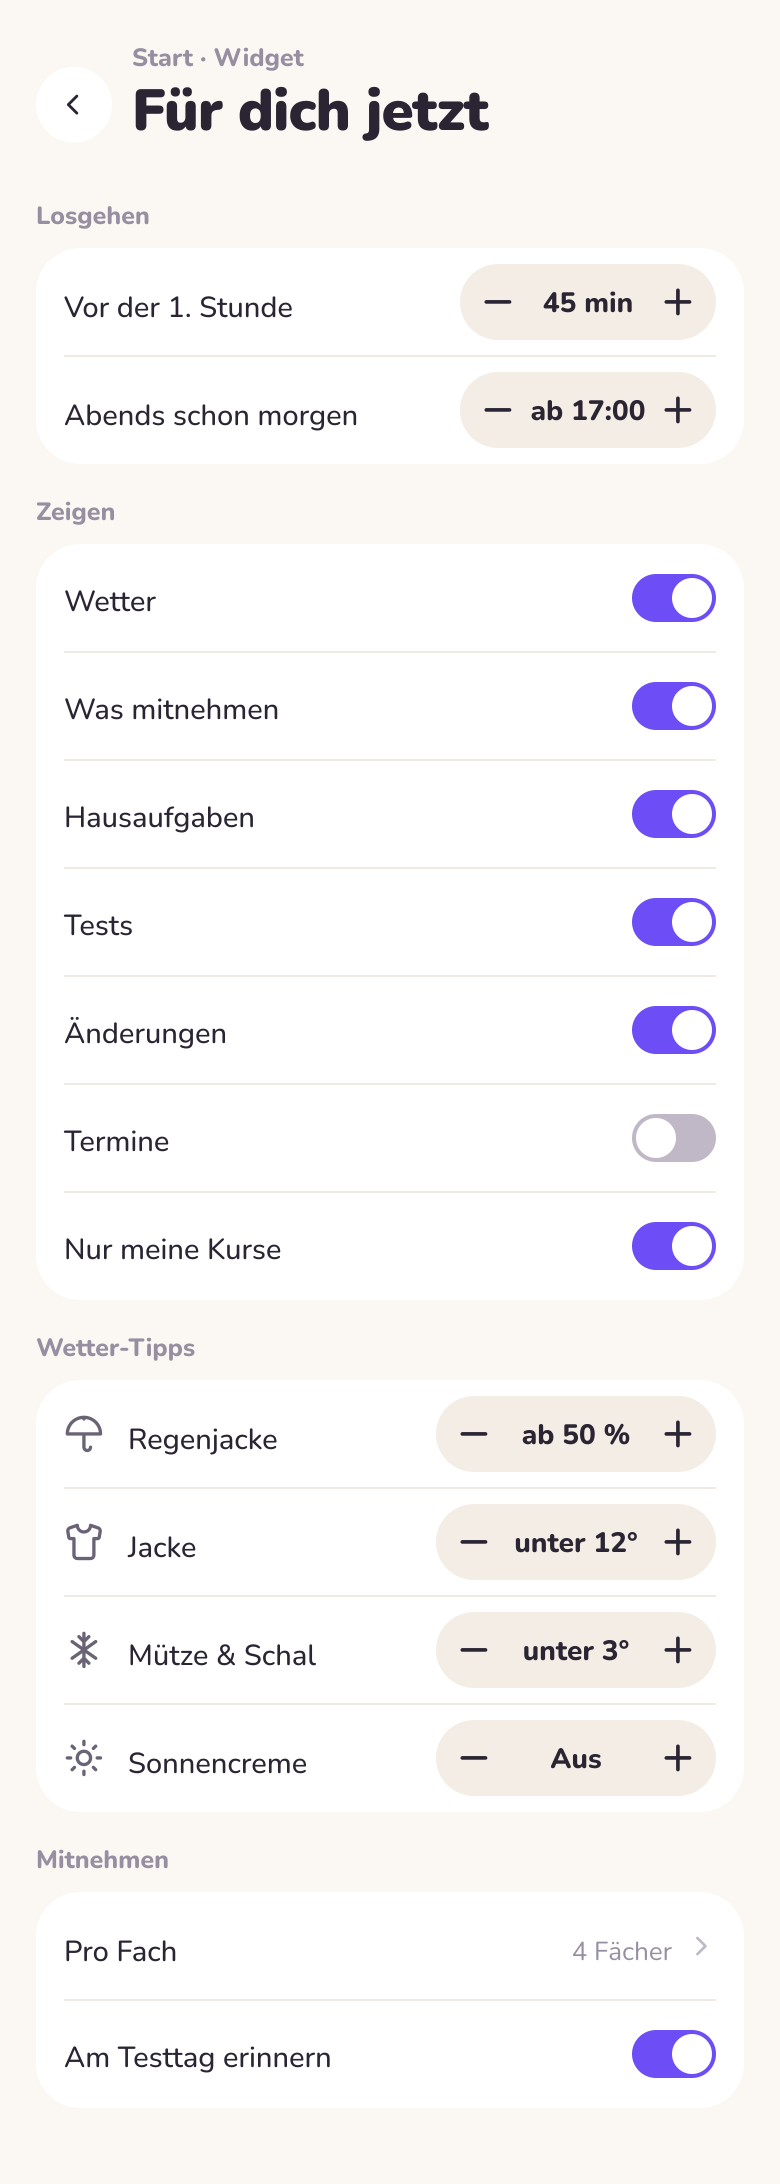 Start · Widget
Für dich jetzt
Losgehen
Vor der 1. Stunde 45 min
Abends schon morgen ab 17:00
Zeigen
Wetter
Was mitnehmen
Hausaufgaben
Tests
Änderungen
Termine
Nur meine Kurse
Wetter-Tipps
Regenjacke ab 50 %
Jacke unter 12°
Mütze & Schal unter 3°
Sonnencreme Aus
Mitnehmen
Pro Fach 4 Fächer
Am Testtag erinnern